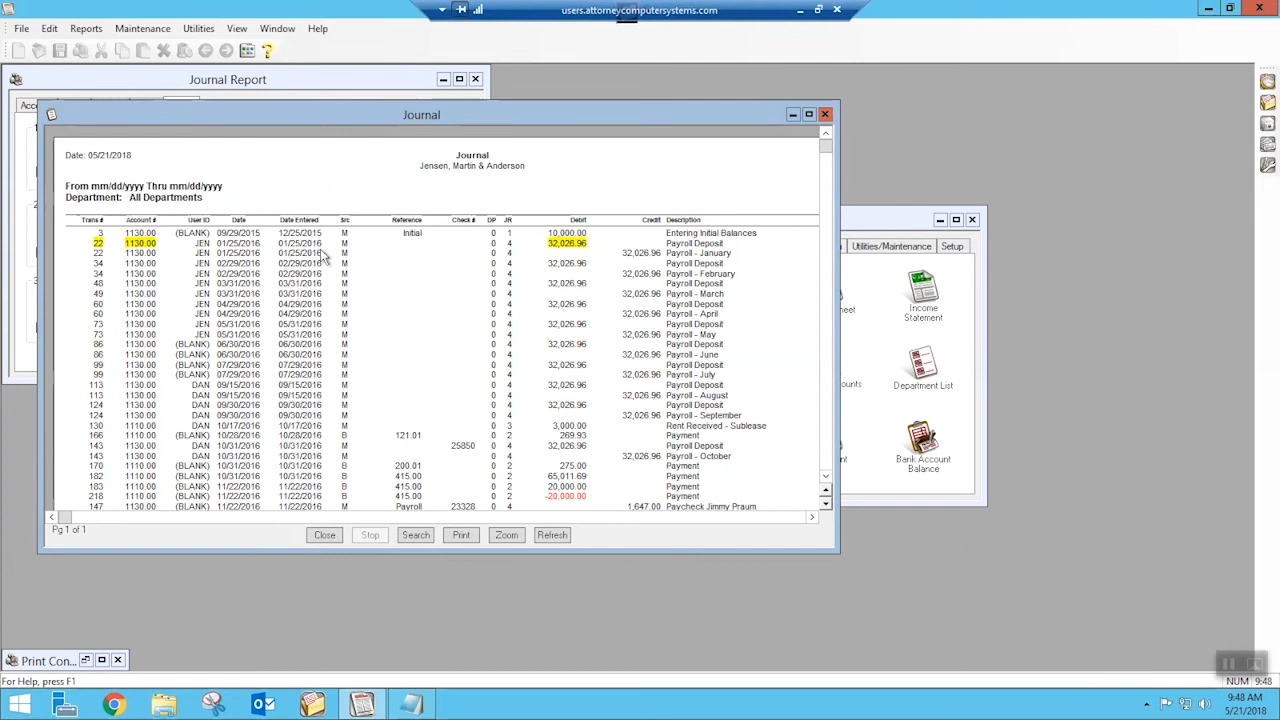 users.attorneycomputersystems.com
File Edit Reports Maintenance Utilities View Window Help
Journal Report
Journal
Date: 05/21/2018 Journal
Jensen, Martin & Anderson
From mm/dd/yyyy Thru mm/dd/yyyy
Department: All Departments
Trans # Account # User ID Date Date Entered Src Reference Check # DP JR Debit Credit Description
3 1130.00 (BLANK) 09/29/2015 12/25/2015 M Initial 0 1 10,000.00 Entering Initial Balances
22 1130.00 JEN 01/25/2016 01/25/2016 M 0 4 32,026.96 Payroll Deposit
22 1130.00 JEN 01/25/2016 01/25/2016 M 0 4 32,026.96 Payroll - January
34 1130.00 JEN 02/29/2016 02/29/2016 M 0 4 32,026.96 Payroll Deposit
34 1130.00 JEN 02/29/2016 02/29/2016 M 0 4 32,026.96 Payroll - February
48 1130.00 JEN 03/31/2016 03/31/2016 M 0 4 32,026.96 Payroll Deposit
49 1130.00 JEN 03/31/2016 03/31/2016 M 0 4 32,026.96 Payroll - March
60 1130.00 JEN 04/29/2016 04/29/2016 M 0 4 32,026.96 Payroll Deposit
60 1130.00 JEN 04/29/2016 04/29/2016 M 0 4 32,026.96 Payroll - April
73 1130.00 JEN 05/31/2016 05/31/2016 M 0 4 32,026.96 Payroll Deposit
73 1130.00 JEN 05/31/2016 05/31/2016 M 0 4 32,026.96 Payroll - May
86 1130.00 (BLANK) 06/30/2016 06/30/2016 M 0 4 32,026.96 Payroll Deposit
86 1130.00 (BLANK) 06/30/2016 06/30/2016 M 0 4 32,026.96 Payroll - June
99 1130.00 (BLANK) 07/29/2016 07/29/2016 M 0 4 32,026.96 Payroll Deposit
99 1130.00 (BLANK) 07/29/2016 07/29/2016 M 0 4 32,026.96 Payroll - July
113 1130.00 DAN 09/15/2016 09/15/2016 M 0 4 32,026.96 Payroll Deposit
113 1130.00 DAN 09/15/2016 09/15/2016 M 0 4 32,026.96 Payroll - August
124 1130.00 DAN 09/30/2016 09/30/2016 M 0 4 32,026.96 Payroll Deposit
124 1130.00 DAN 09/30/2016 09/30/2016 M 0 4 32,026.96 Payroll - September
130 1110.00 DAN 10/17/2016 10/17/2016 M 0 3 3,000.00 Rent Received - Sublease
166 1110.00 (BLANK) 10/28/2016 10/28/2016 B 121.01 0 2 269.93 Payment
143 1130.00 DAN 10/31/2016 10/31/2016 M 25850 0 4 32,026.96 Payroll Deposit
143 1130.00 DAN 10/31/2016 10/31/2016 M 0 4 32,026.96 Payroll - October
170 1110.00 (BLANK) 10/31/2016 10/31/2016 B 200.01 0 2 275.00 Payment
182 1110.00 (BLANK) 10/31/2016 10/31/2016 B 415.00 0 2 65,011.69 Payment
183 1110.00 (BLANK) 11/22/2016 11/22/2016 B 415.00 0 2 20,000.00 Payment
218 1110.00 (BLANK) 11/22/2016 11/22/2016 B 415.00 0 2 -20,000.00 Payment
147 1130.00 (BLANK) 11/22/2016 11/22/2016 M Payroll 23328 0 4 1,647.00 Paycheck Jimmy Praum
Pg 1 of 1
Close Stop Search Print Zoom Refresh
Utilities/Maintenance Setup
Income
Statement
Department List
Bank Account
Balance
Print Con...
For Help, press F1 NUM 9:48
9:48 AM
5/21/2018